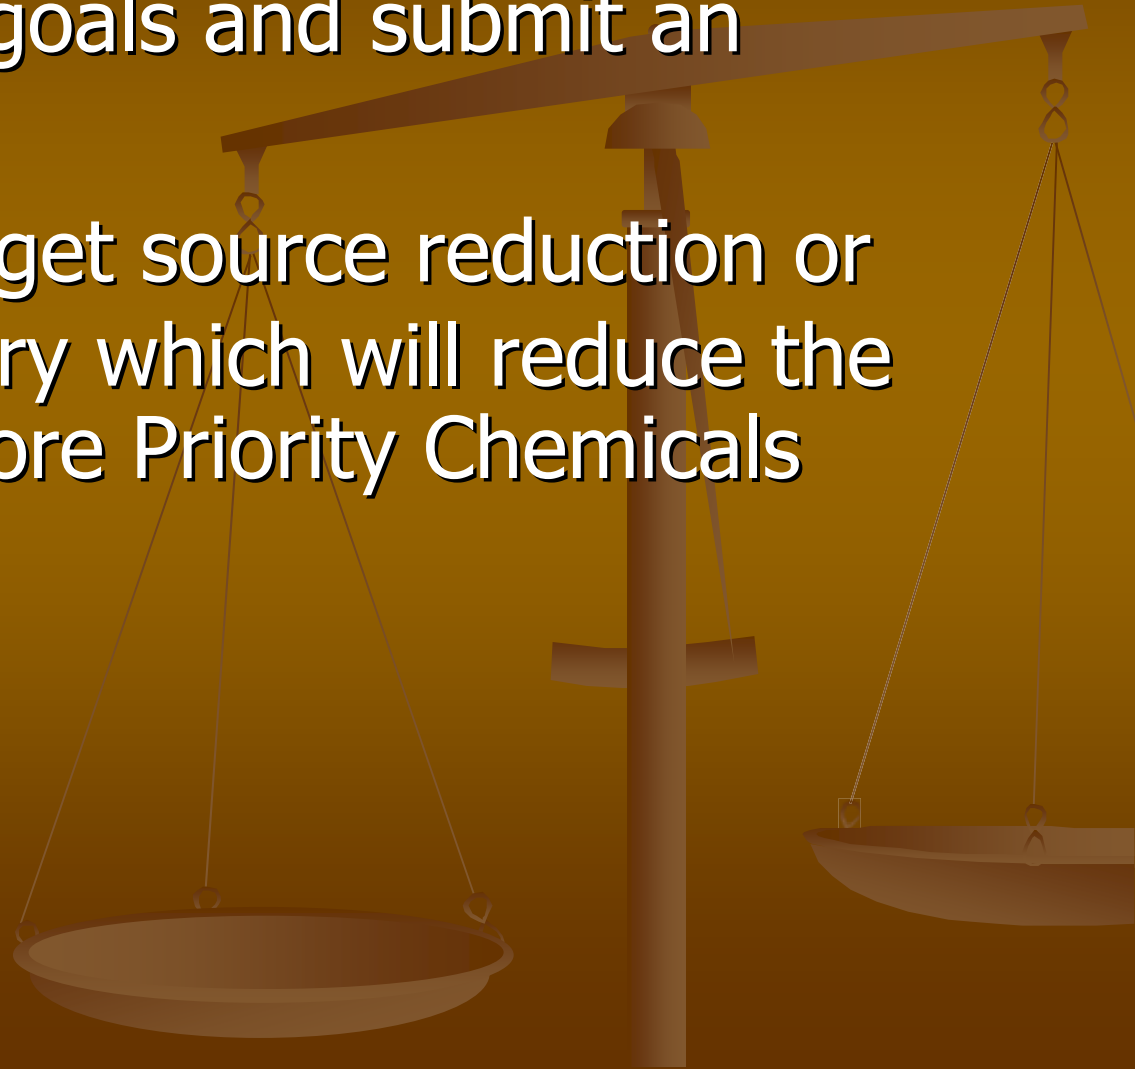 goals and submit an
get source reduction or
ry which will reduce the
ore Priority Chemicals